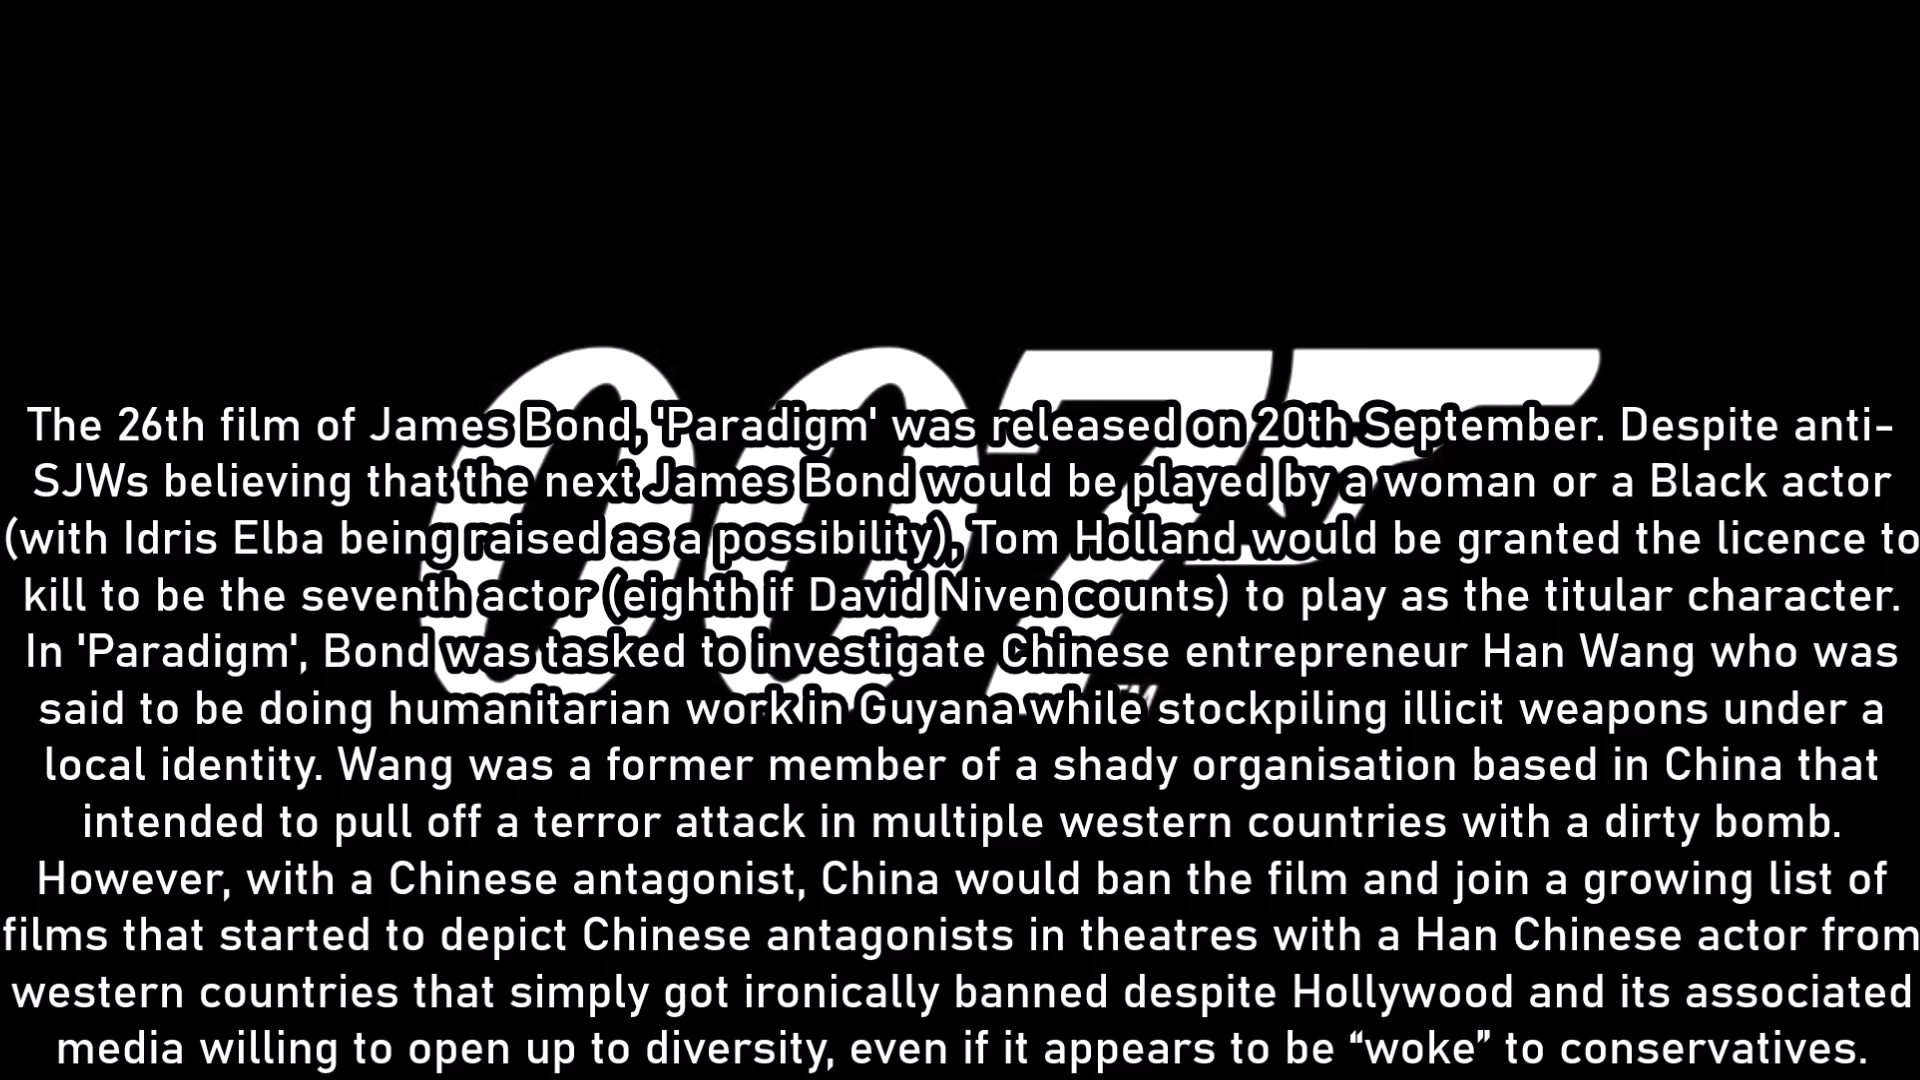 007
The 26th film of James Bond, 'Paradigm' was released on 20th September. Despite anti-
SJWs believing that the next James Bond would be played by a woman or a Black actor
(with Idris Elba being raised as a possibility), Tom Holland would be granted the licence to
kill to be the seventh actor (eighth if David Niven counts) to play as the titular character.
In 'Paradigm', Bond was tasked to investigate Chinese entrepreneur Han Wang who was
said to be doing humanitarian work in Guyana while stockpiling illicit weapons under a
local identity. Wang was a former member of a shady organisation based in China that
intended to pull off a terror attack in multiple western countries with a dirty bomb.
However, with a Chinese antagonist, China would ban the film and join a growing list of
films that started to depict Chinese antagonists in theatres with a Han Chinese actor from
western countries that simply got ironically banned despite Hollywood and its associated
media willing to open up to diversity, even if it appears to be “woke” to conservatives.